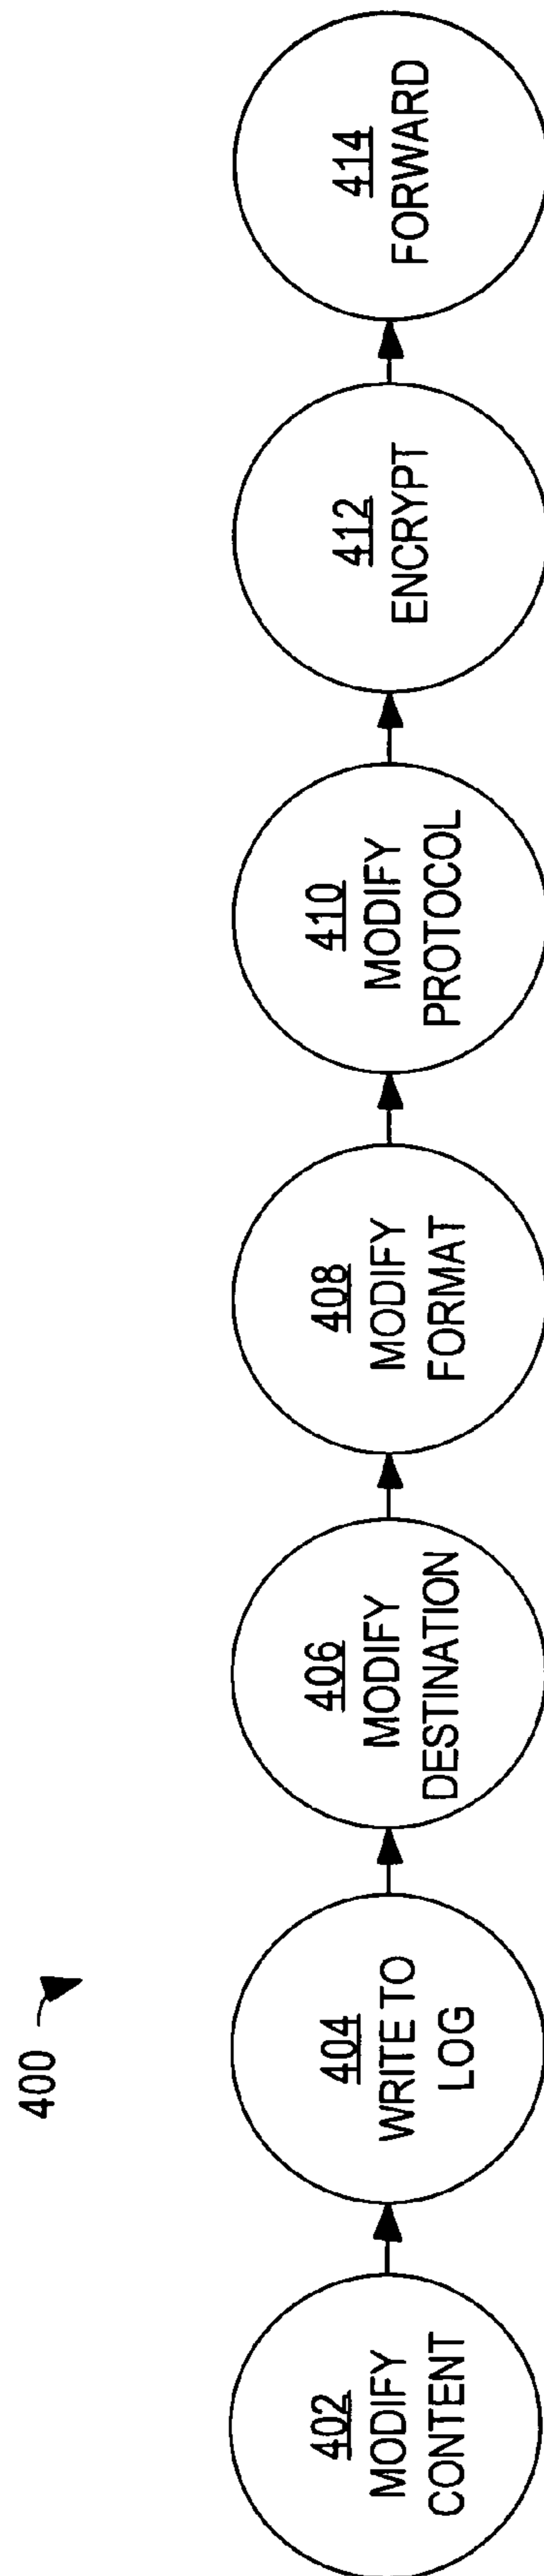 400
402
MODIFY
CONTENT
404
WRITE TO
LOG
406
MODIFY
DESTINATION
408
MODIFY
FORMAT
410
MODIFY
PROTOCOL
412
ENCRYPT
414
FORWARD